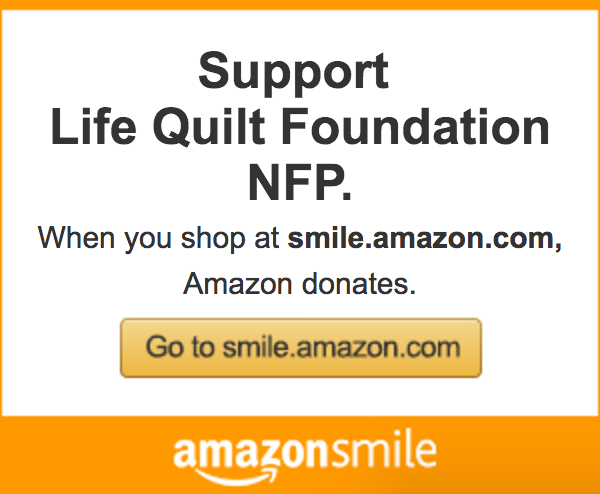 Support
Life Quilt Foundation
NFP.
When you shop at smile.amazon.com,
Amazon donates.
Go to smile.amazon.com
amazonsmile